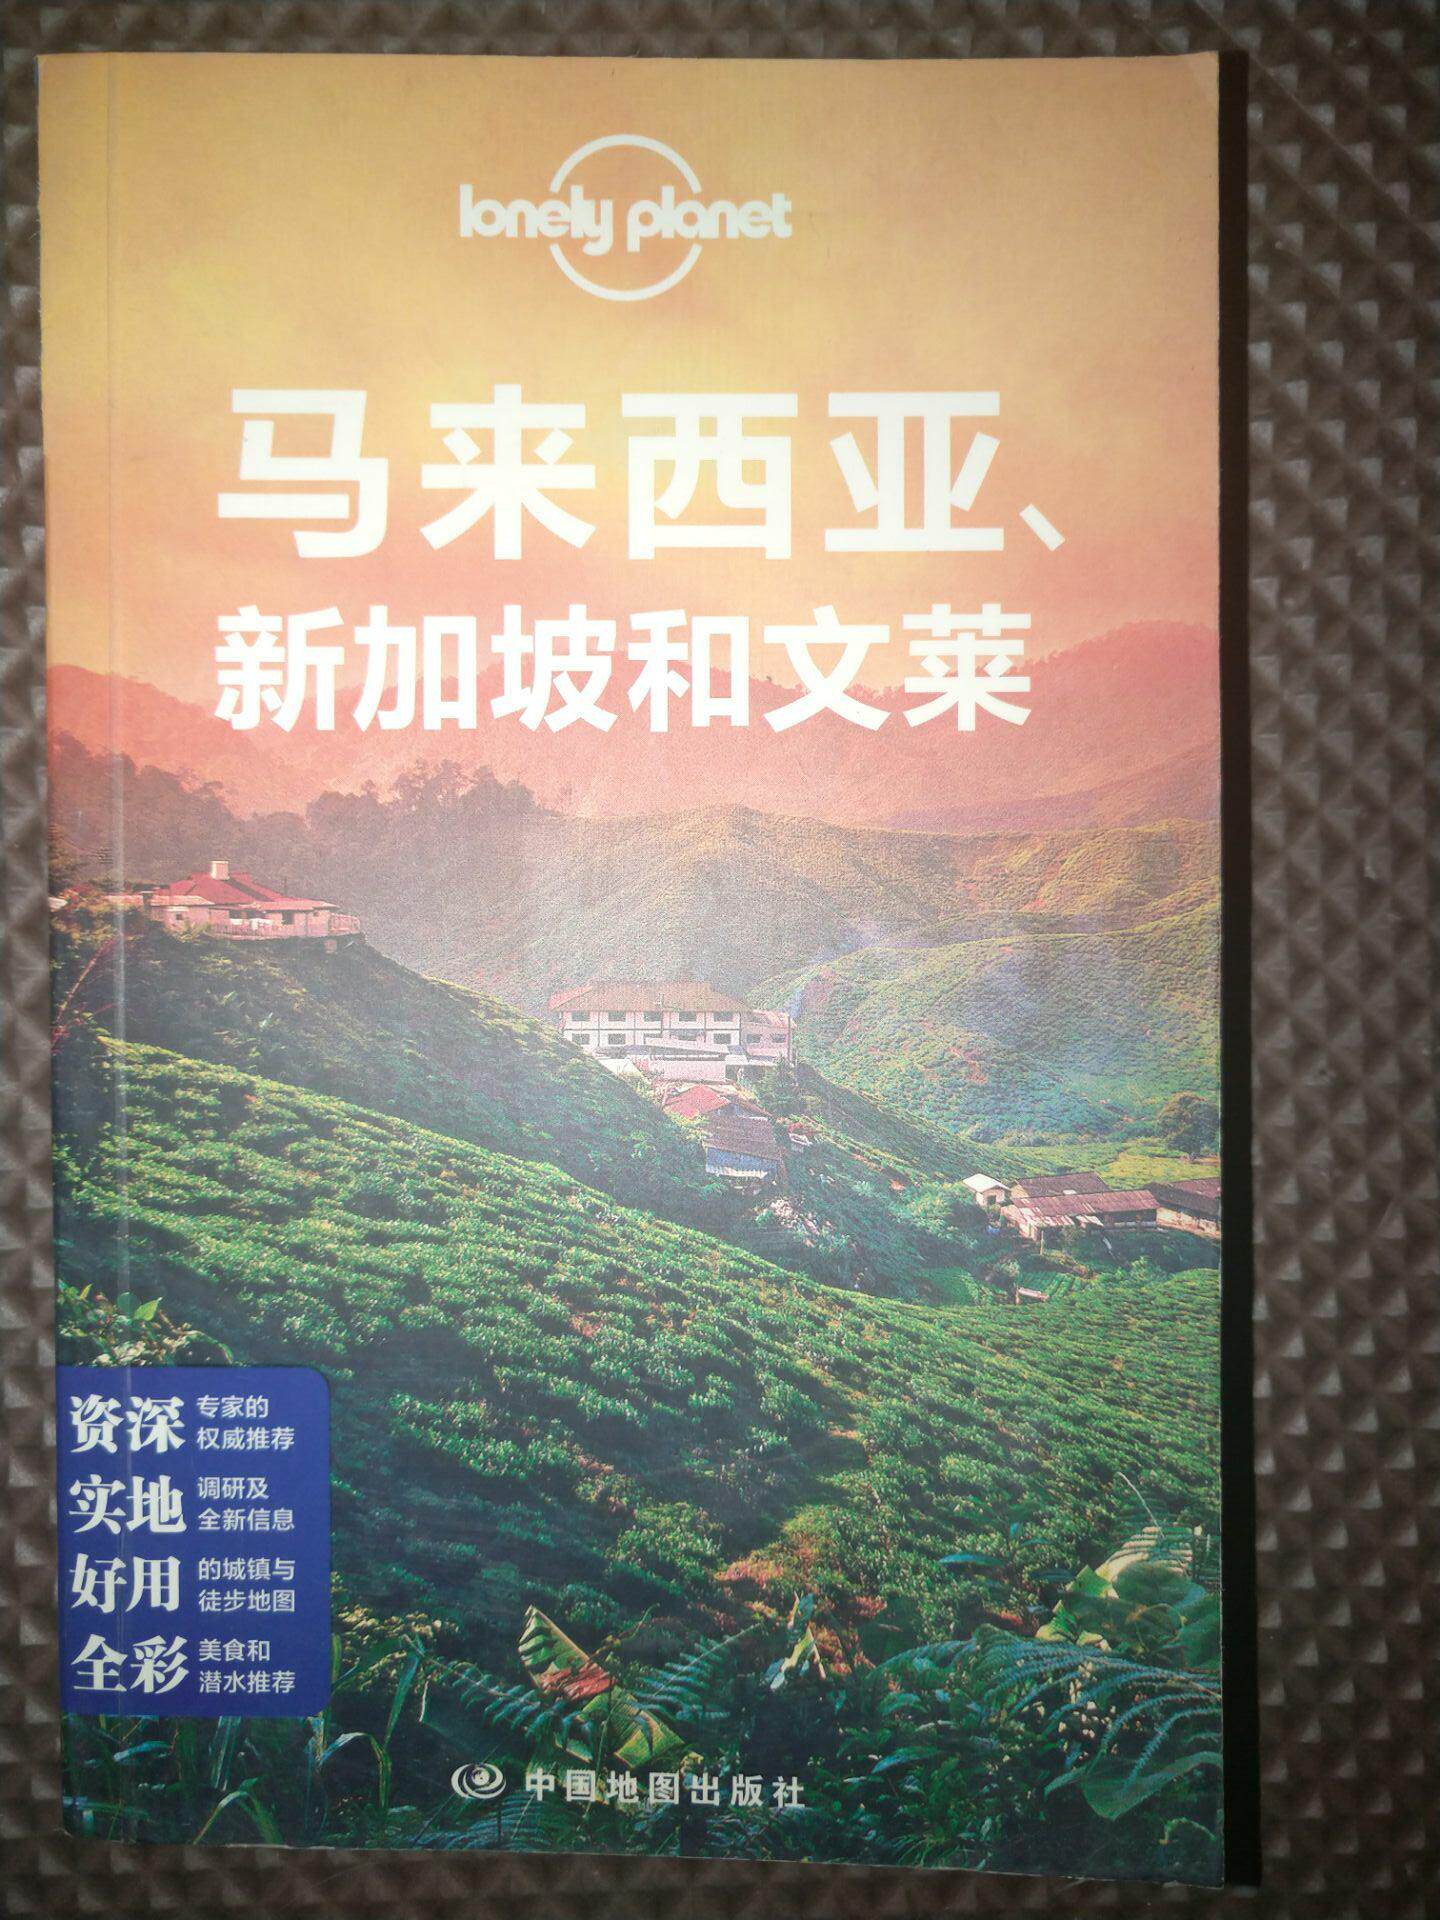 lonely planet
马来西亚、
新加坡和文莱
资深 专家的
权威推荐
实地 调研及
全新信息
好用 的城镇与
徒步地图
全彩 美食和
潜水推荐
中国地图出版社